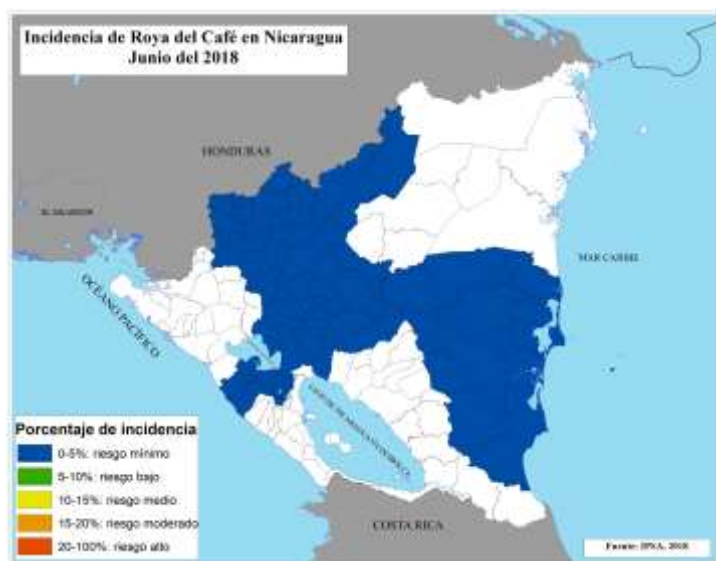 Incidencia de Roya del Café en Nicaragua
Junio del 2018
HONDURAS
EL SALVADOR
MAR CARIBE
OCEANO PACÍFICO
COSTA RICA
Porcentaje de incidencia
0-5%: riesgo mínimo
5-10%: riesgo bajo
10-15%: riesgo medio
15-20%: riesgo moderado
20-100%: riesgo alto
Fuente: IPSA, 2018